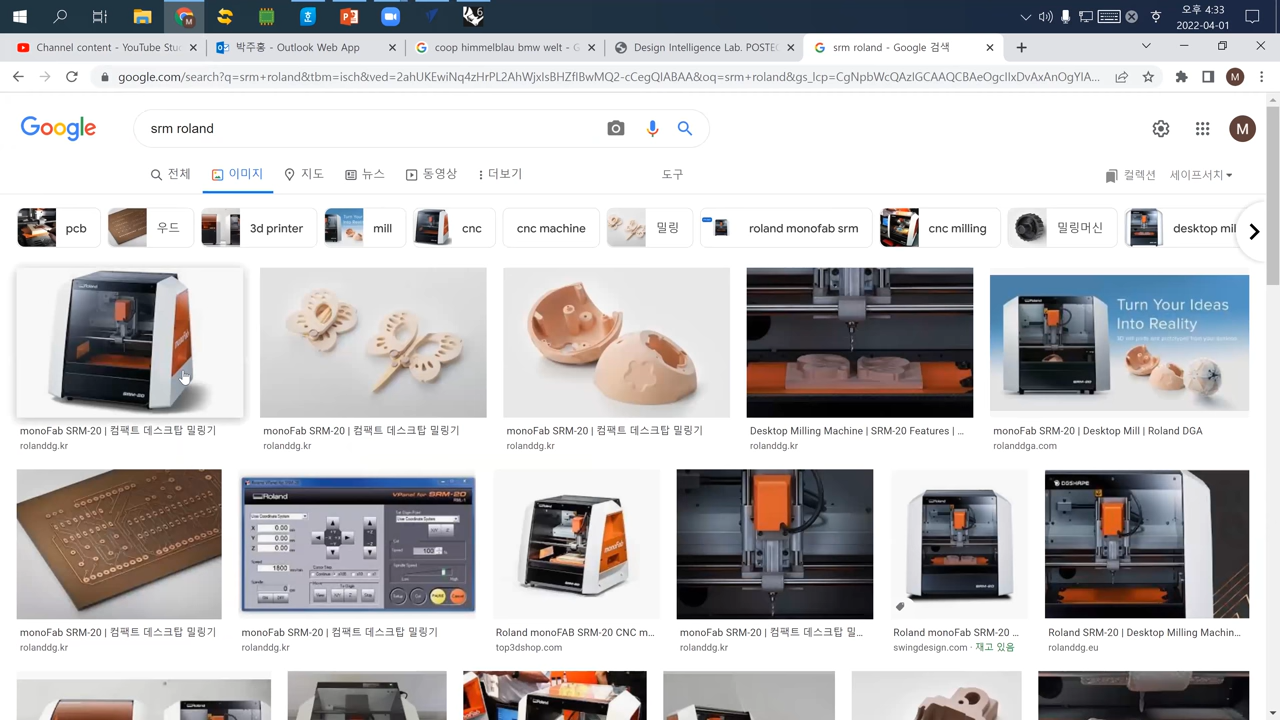 오후 4:33
2022-04-01
Channel content - YouTube Stu
박주홍 - Outlook Web App
coop himmelblau bmw welt - G
Design Intelligence Lab. POSTEC
srm roland - Google 검색
google.com/search?q=srm+roland&tbm=isch&ved=2ahUKEwiNq4zHrPL2AhWjxIsBHZflBwMQ2-cCegQIABAA&oq=srm+roland&gs_lcp=CgNpbWcQAzIGCAAQCBAeOgcIIxDvAxAnOgYIA...
M
Google
srm roland
M
전체
이미지
지도
뉴스
동영상
더보기
도구
컬렉션
세이프서치
pcb
우드
3d printer
mill
cnc
cnc machine
밀링
roland monofab srm
cnc milling
밀링머신
desktop mil
Roland
SRM-20
Turn Your Ideas
Into Reality
monoFab SRM-20 | 컴팩트 데스크탑 밀링기
rolanddg.kr
monoFab SRM-20 | 컴팩트 데스크탑 밀링기
rolanddg.kr
monoFab SRM-20 | 컴팩트 데스크탑 밀링기
rolanddg.kr
Desktop Milling Machine | SRM-20 Features | ...
rolanddg.kr
monoFab SRM-20 | Desktop Mill | Roland DGA
rolanddga.com
Roland
VPanel for SRM-20
monoFab
DGSHAPE
monoFab SRM-20 | 컴팩트 데스크탑 밀링기
rolanddg.kr
monoFab SRM-20 | 컴팩트 데스크탑 밀링기
rolanddg.kr
Roland monoFAB SRM-20 CNC m...
top3dshop.com
monoFab SRM-20 | 컴팩트 데스크탑 밀...
rolanddg.kr
Roland monoFab SRM-20 ...
swingdesign.com · 재고 있음
Roland SRM-20 | Desktop Milling Machin...
rolanddg.eu